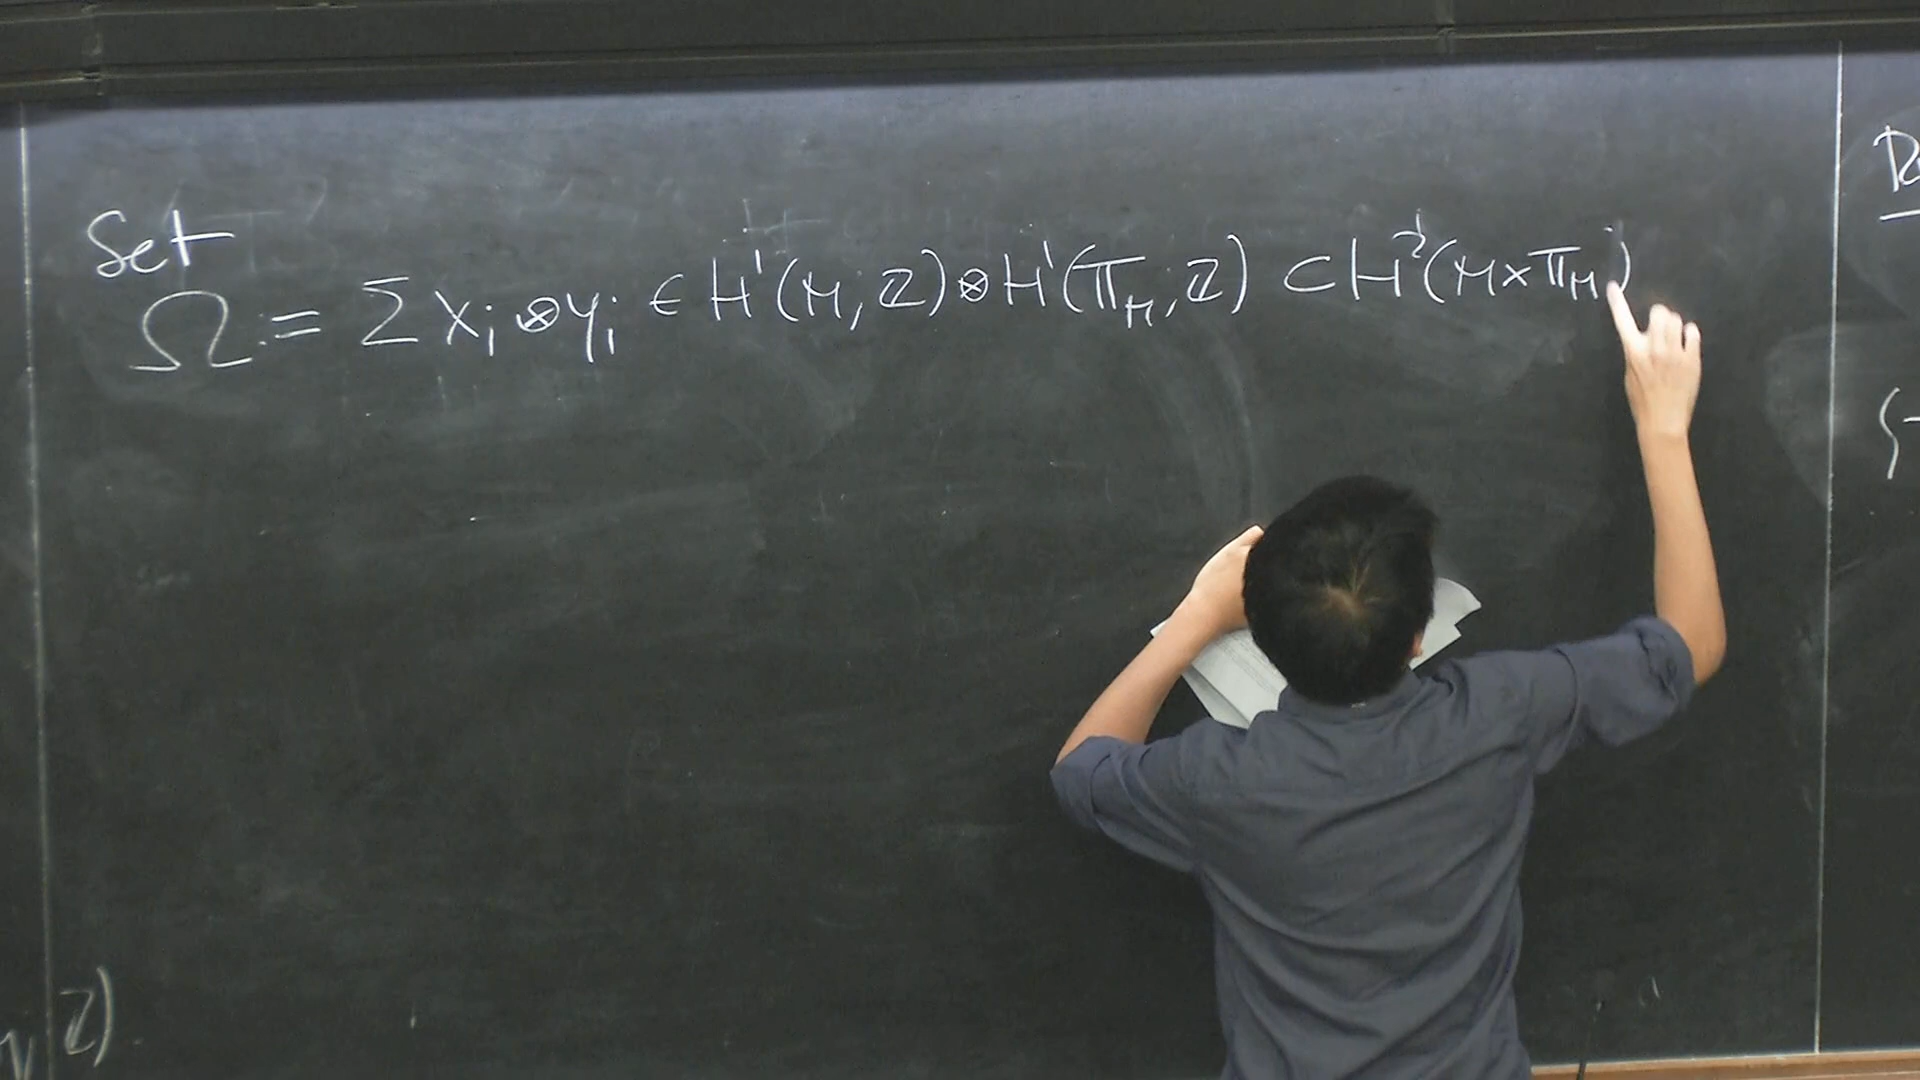 Set
Ω := Σ xᵢ ⊗ yᵢ ∈ H¹(M, ℤ) ⊗ H¹(𝕋_M, ℤ) ⊂ H²(M × 𝕋_M)
ℤ)